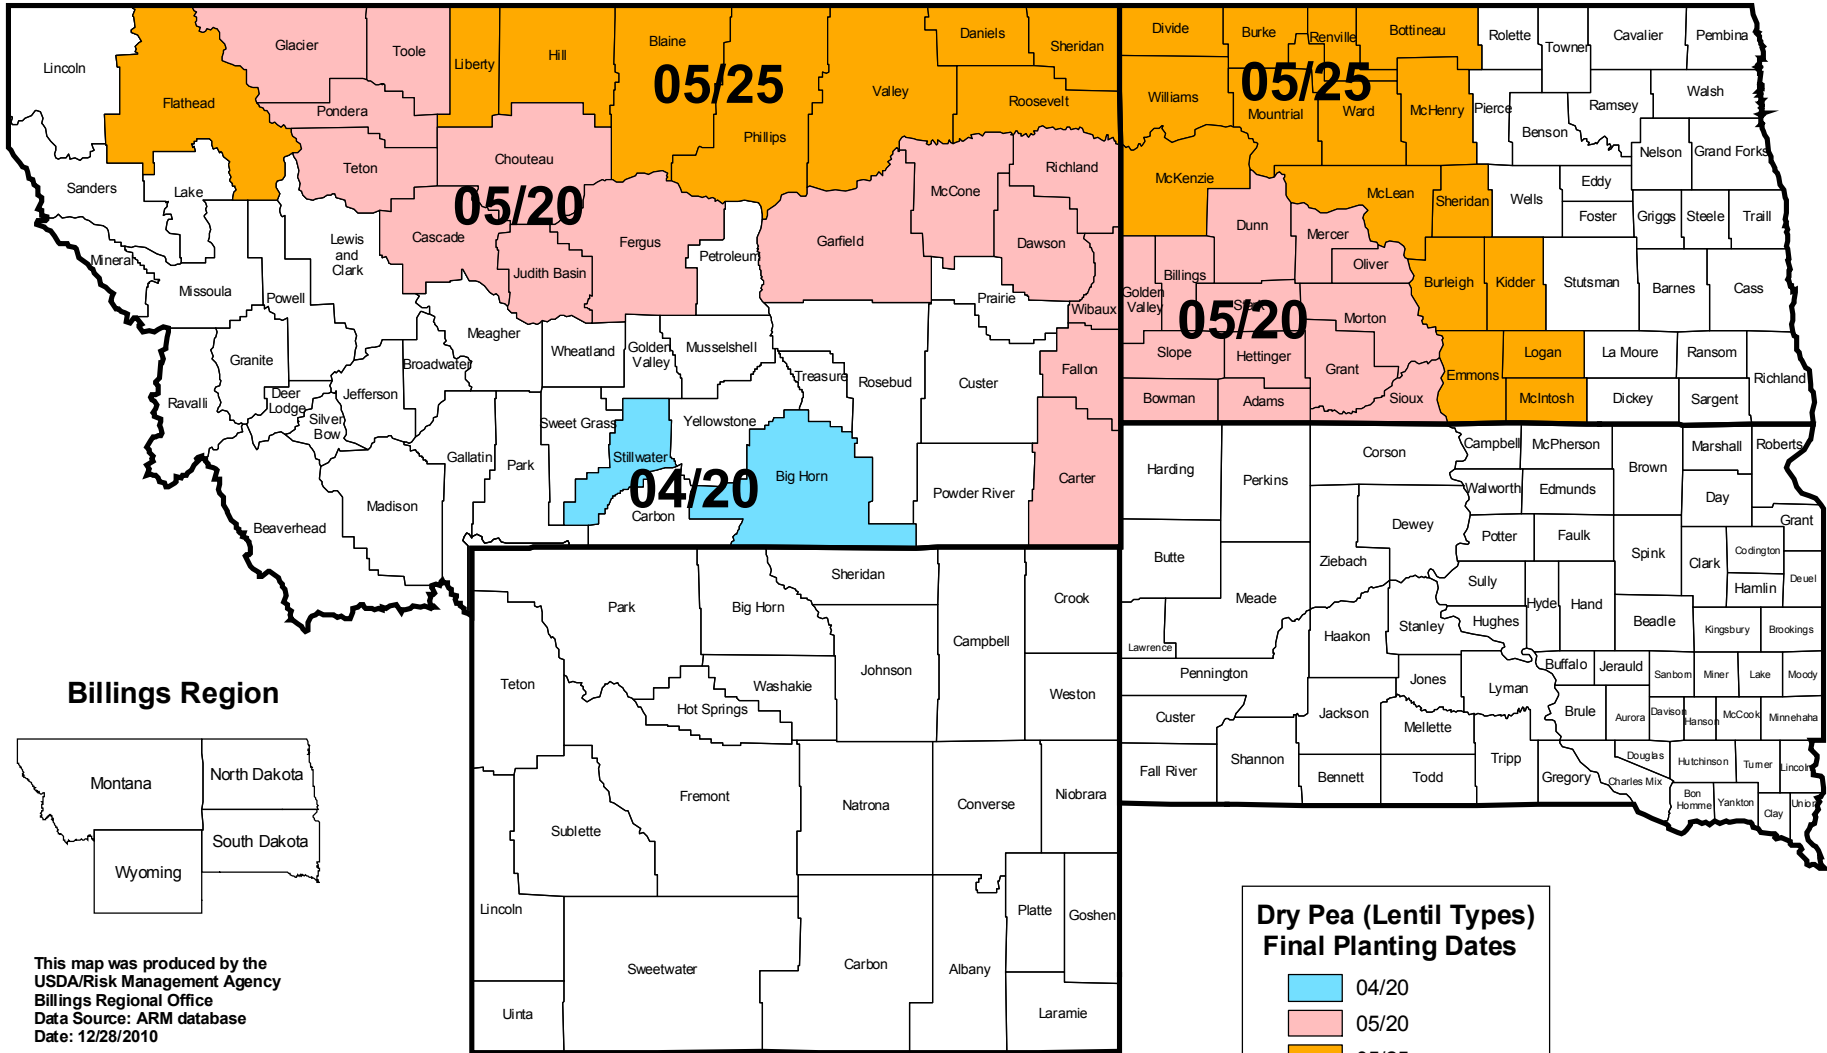 Lincoln
Flathead
Glacier
Toole
Liberty
Hill
Blaine
Daniels
Sheridan
05/25
Phillips
Valley
Roosevelt
Pondera
Teton
Chouteau
05/20
Sanders
Lake
Lewis
and
Clark
Cascade
Judith Basin
Fergus
Petroleum
Garfield
McCone
Richland
Dawson
Mineral
Missoula
Powell
Meagher
Prairie
Wibaux
Granite
Broadwater
Wheatland
Golden
Valley
Musselshell
Treasure
Rosebud
Custer
Fallon
Ravalli
Deer
Lodge
Silver
Bow
Jefferson
Gallatin
Park
Sweet Grass
Stillwater
Yellowstone
04/20
Carbon
Big Horn
Powder River
Carter
Beaverhead
Madison
Divide
Burke
Renville
Bottineau
Rolette
Towner
Cavalier
Pembina
05/25
Williams
Mountrial
Ward
McHenry
Pierce
Ramsey
Walsh
Benson
Nelson
Grand Forks
McKenzie
McLean
Sheridan
Wells
Eddy
Foster
Griggs
Steele
Traill
Dunn
Mercer
Oliver
Billings
Golden
Valley
05/20
Morton
Burleigh
Kidder
Stutsman
Barnes
Cass
Slope
Hettinger
Grant
Sioux
Emmons
Logan
La Moure
Ransom
Richland
Bowman
Adams
McIntosh
Dickey
Sargent
Harding
Perkins
Corson
Campbell
McPherson
Brown
Marshall
Roberts
Walworth
Edmunds
Day
Dewey
Potter
Faulk
Spink
Grant
Butte
Ziebach
Clark
Codington
Hamlin
Deuel
Meade
Sully
Hyde
Hand
Beadle
Kingsbury
Brookings
Lawrence
Haakon
Stanley
Hughes
Pennington
Jones
Lyman
Buffalo
Jerauld
Sanborn
Miner
Lake
Moody
Custer
Jackson
Mellette
Brule
Aurora
Davison
Hanson
McCook
Minnehaha
Fall River
Shannon
Bennett
Todd
Tripp
Gregory
Douglas
Charles Mix
Hutchinson
Turner
Lincoln
Bon
Homme
Yankton
Clay
Union
Park
Big Horn
Sheridan
Crook
Campbell
Johnson
Teton
Washakie
Hot Springs
Weston
Fremont
Sublette
Natrona
Converse
Niobrara
Lincoln
Platte
Goshen
Sweetwater
Carbon
Albany
Uinta
Laramie
Billings Region
Montana
North Dakota
South Dakota
Wyoming
This map was produced by the
USDA/Risk Management Agency
Billings Regional Office
Data Source: ARM database
Date: 12/28/2010
Dry Pea (Lentil Types)
Final Planting Dates
04/20
05/20